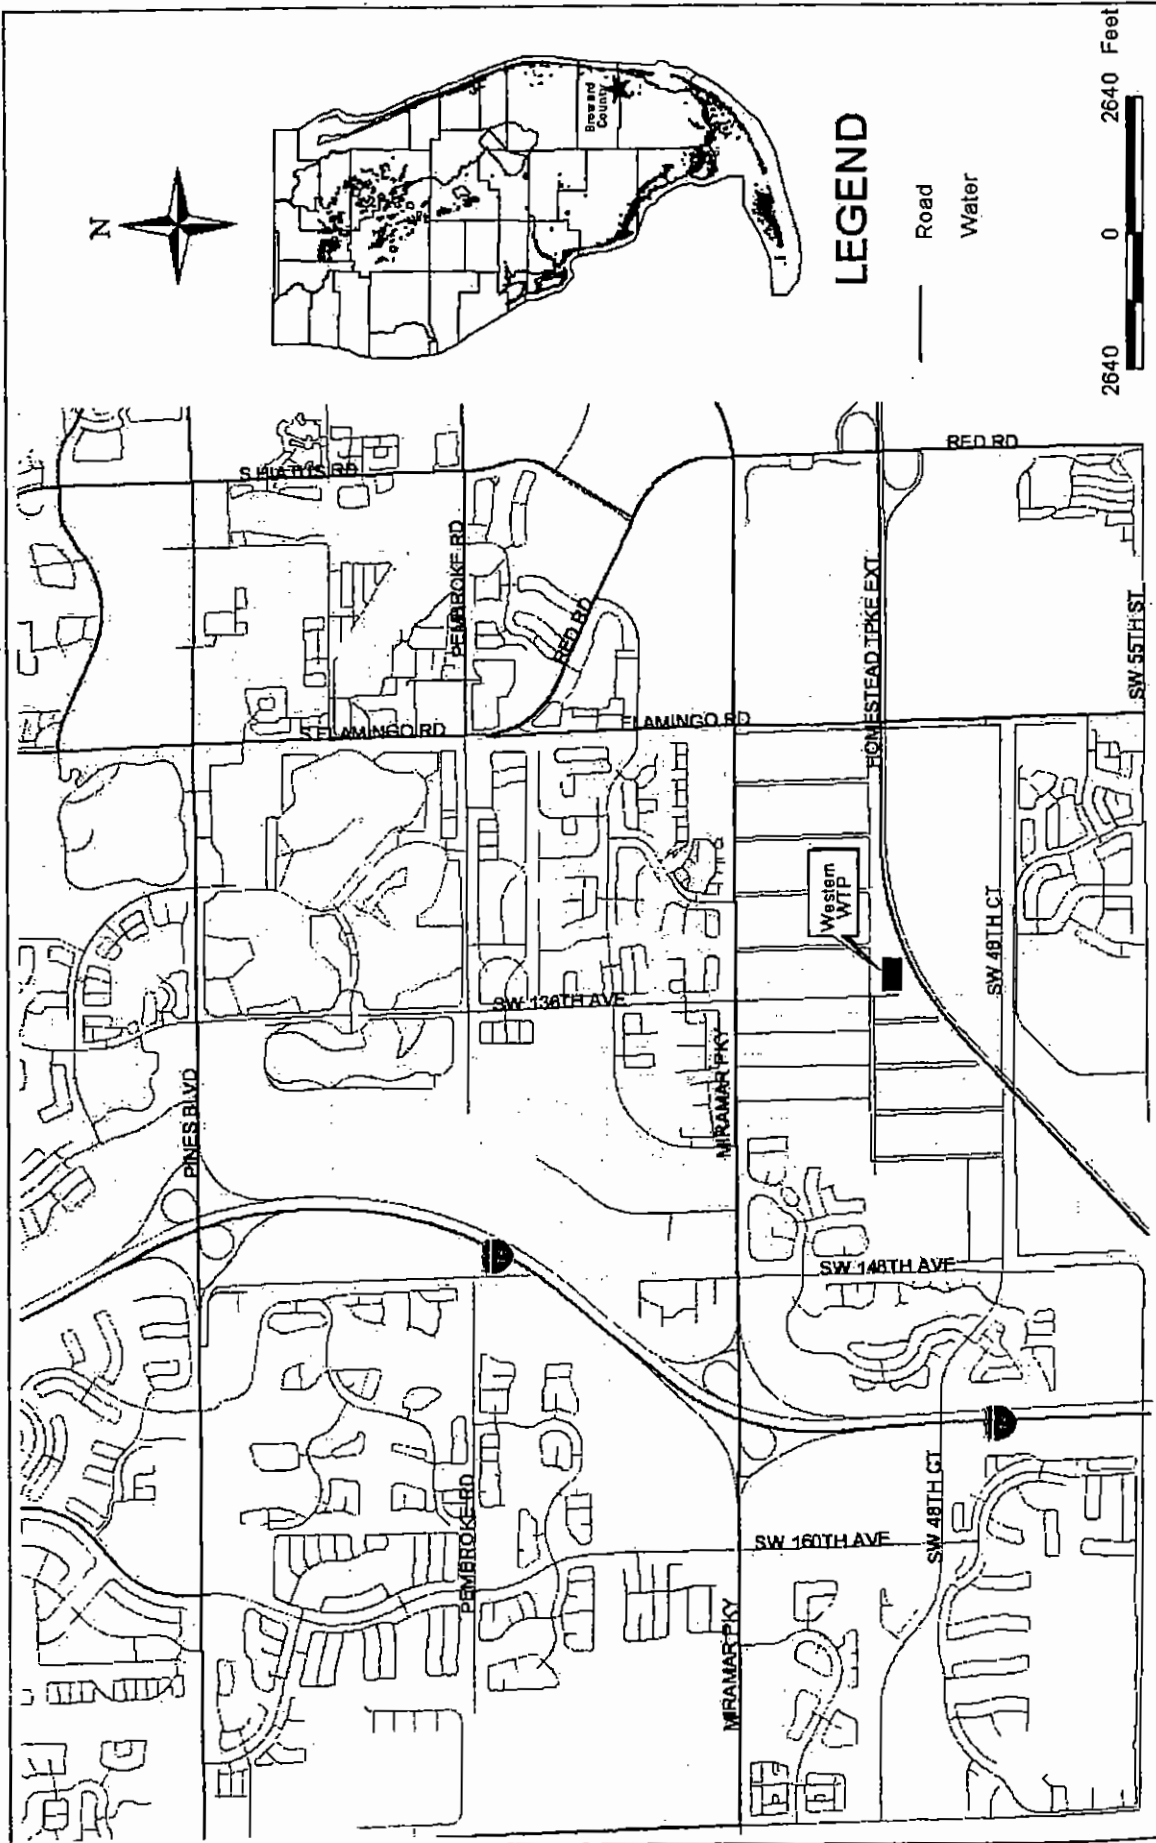 N
Broward
County
LEGEND
Road
Water
2640
0
2640 Feet
S HIATUS RD
RED RD
PEMBROKE RD
RED RD
S FLAMINGO RD
FLAMINGO RD
HOMESTEAD TPKE EXT
SW 55TH ST
Western
WTP
SW 48TH CT
SW 136TH AVE
PINES BLVD
MIRAMAR PKY
SW 148TH AVE
PEMBROKE RD
SW 160TH AVE
SW 48TH CT
MIRAMAR PKY